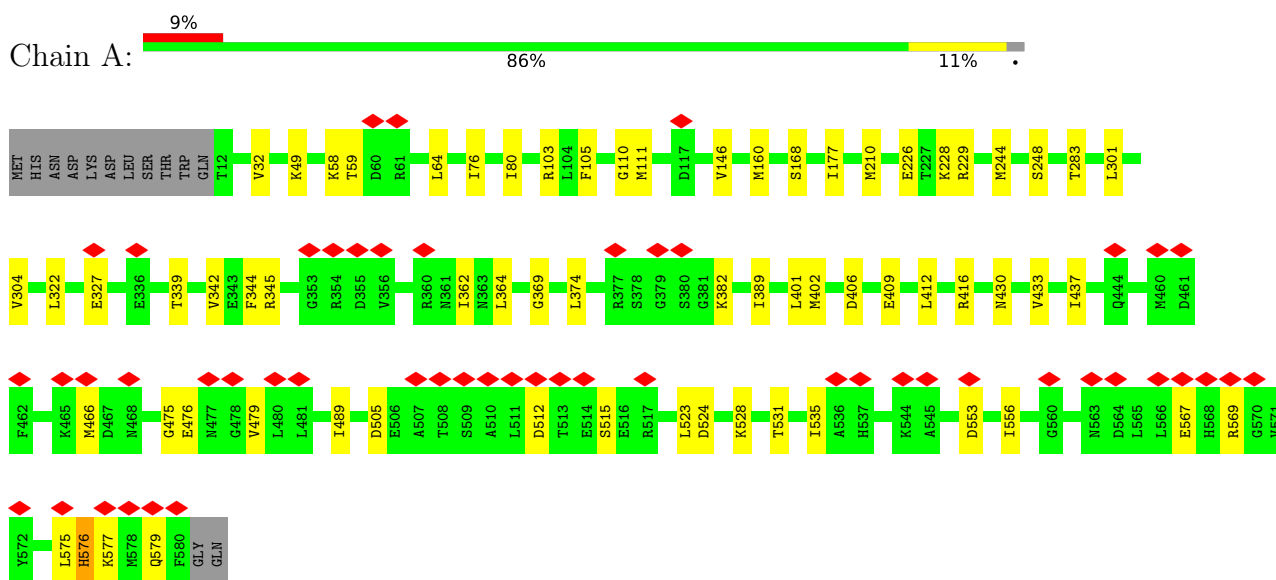 9%
Chain A:
86%
11%
•
MET HIS ASN ASP LYS ASP LEU SER THR TRP GLN T12 V32 K49 K58 T59 D60 R61 L64 I76 I80 R103 L104 F105 G110 M111 D117 V146 M160 S168 I177 M210 E226 T227 K228 R229 M244 S248 T283 L301
V304 L322 E327 E336 T339 V342 E343 F344 R345 G353 R354 D355 V356 R360 N361 I362 N363 L364 G369 L374 R377 S378 G379 S380 G381 K382 I389 L401 M402 D406 E409 L412 R416 N430 V433 I437 Q444 M460 D461
F462 K465 M466 D467 N468 G475 E476 N477 G478 V479 L480 L481 I489 D505 E506 A507 T508 S509 A510 L511 D512 T513 E514 S515 E516 R517 L523 D524 K528 T531 I535 A536 H537 K544 A545 D553 I556 G560 N563 D564 L565 L566 E567 H568 R569 G570 V571
Y572 L575 H576 K577 M578 Q579 F580 GLY GLN